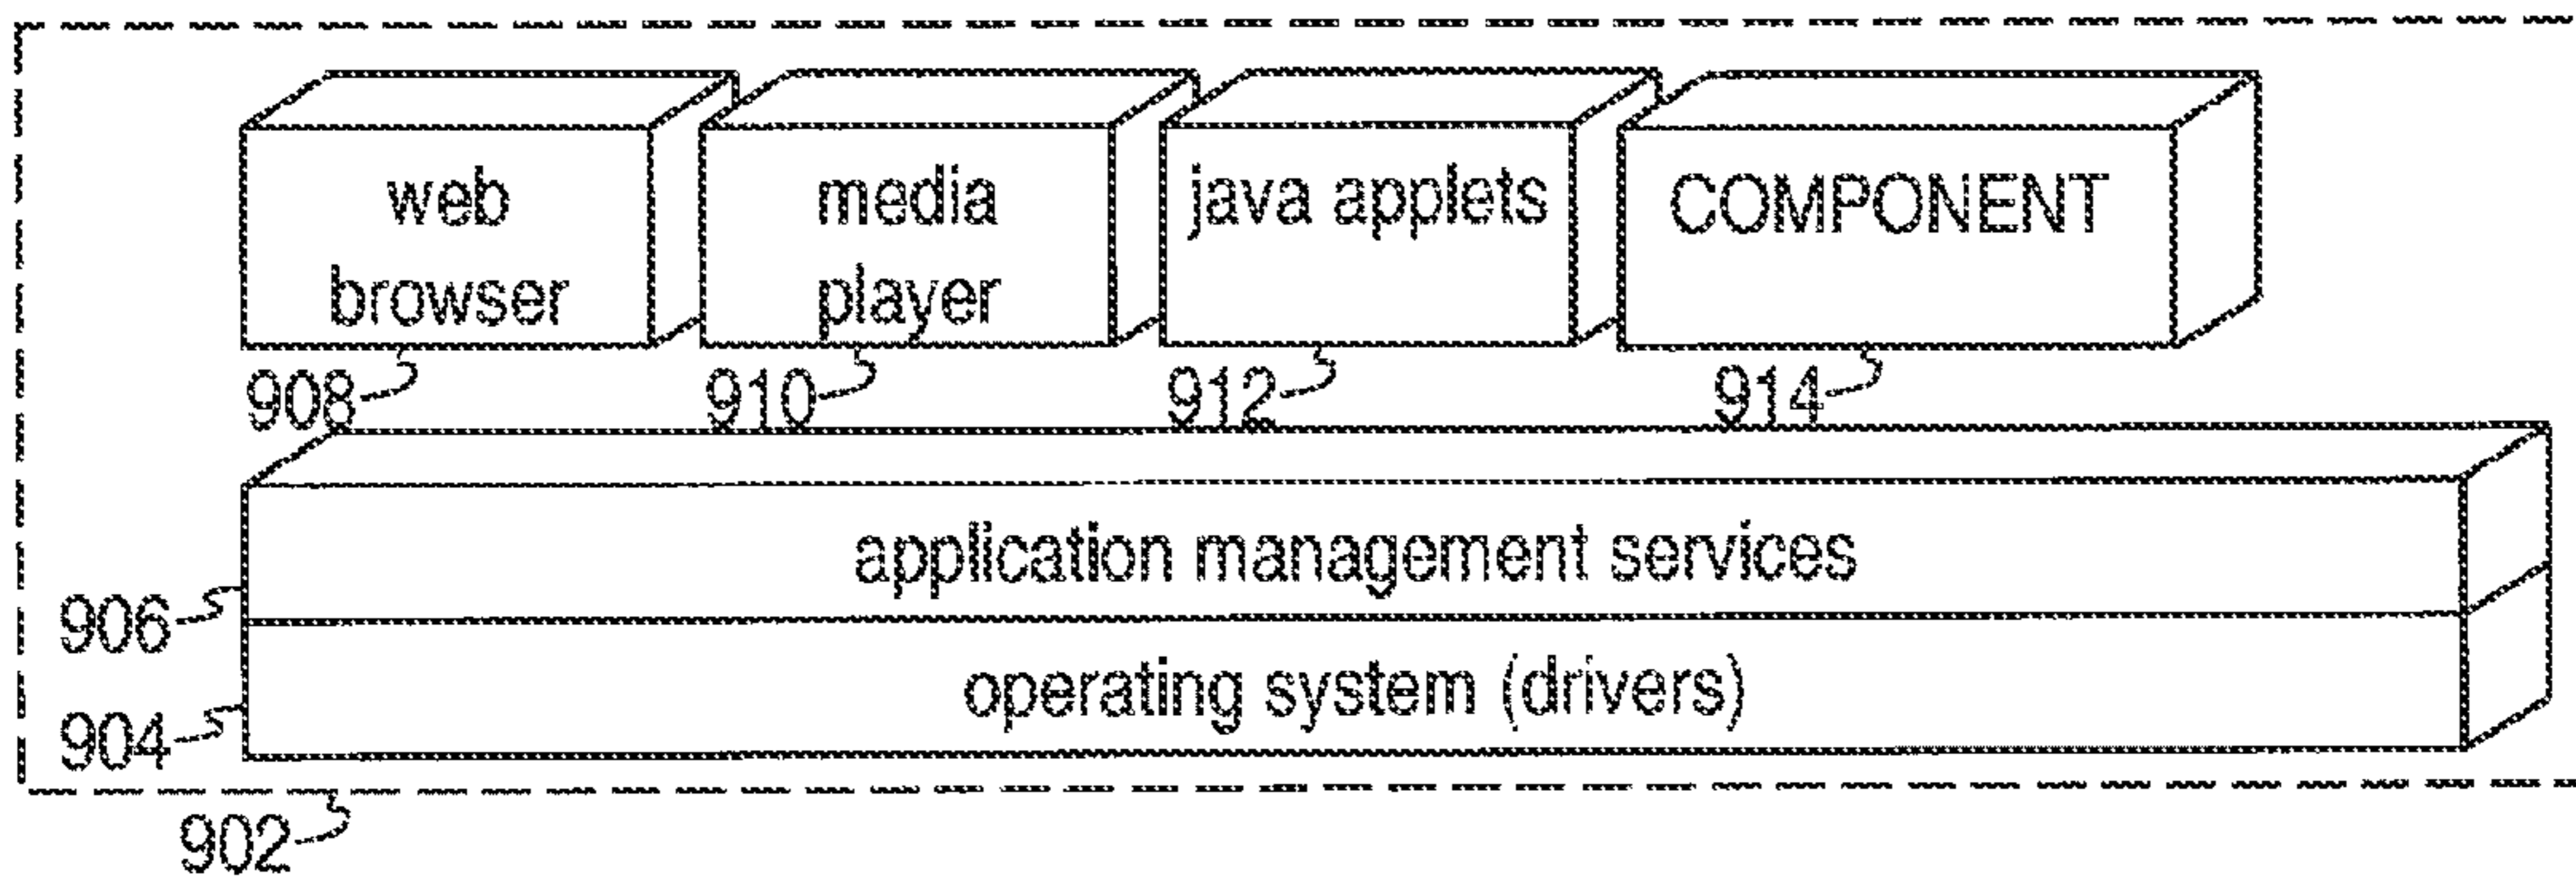 web
browser
media
player
java applets
COMPONENT
908
910
912
914
application management services
906
operating system (drivers)
904
902